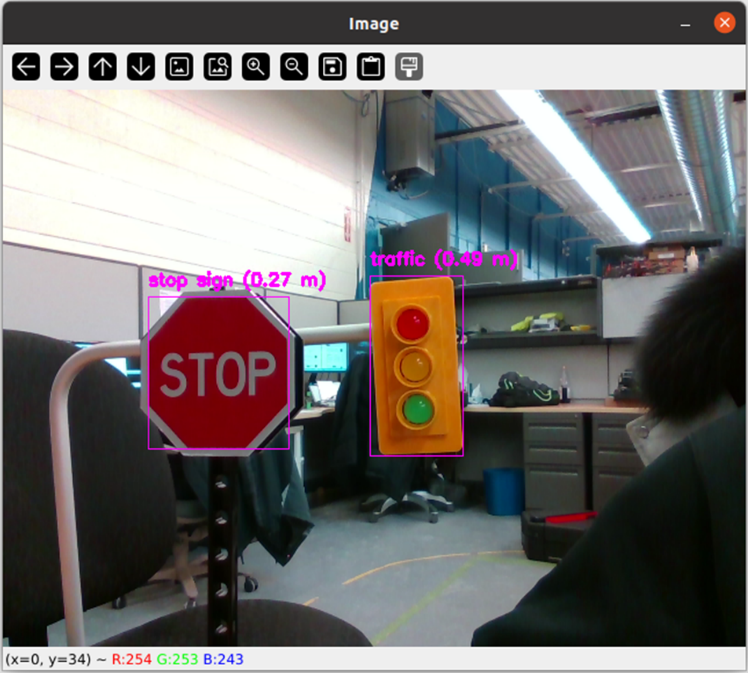 Image
stop sign (0.27 m)
traffic (0.49 m)
STOP
(x=0, y=34) ~ R:254 G:253 B:243